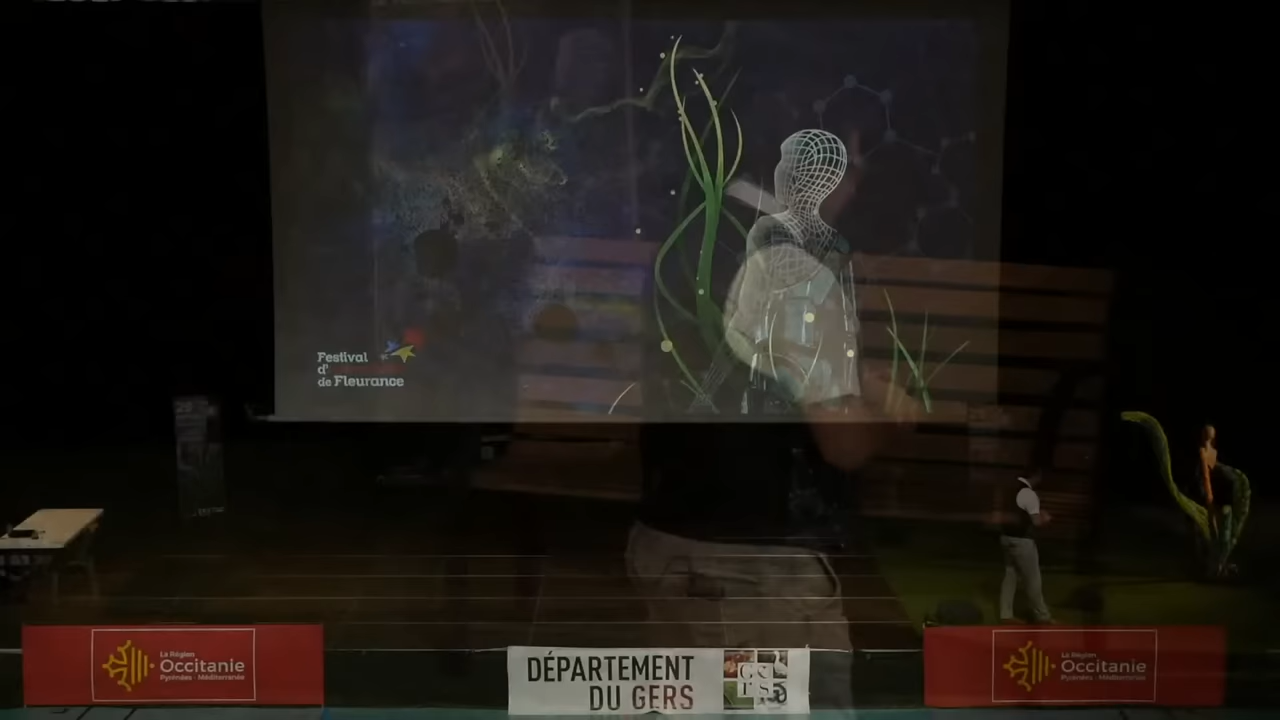 Festival
d'
de Fleurance
La Région
Occitanie
Pyrénées - Méditerranée
DÉPARTEMENT
DU GERS
La Région
Occitanie
Pyrénées - Méditerranée